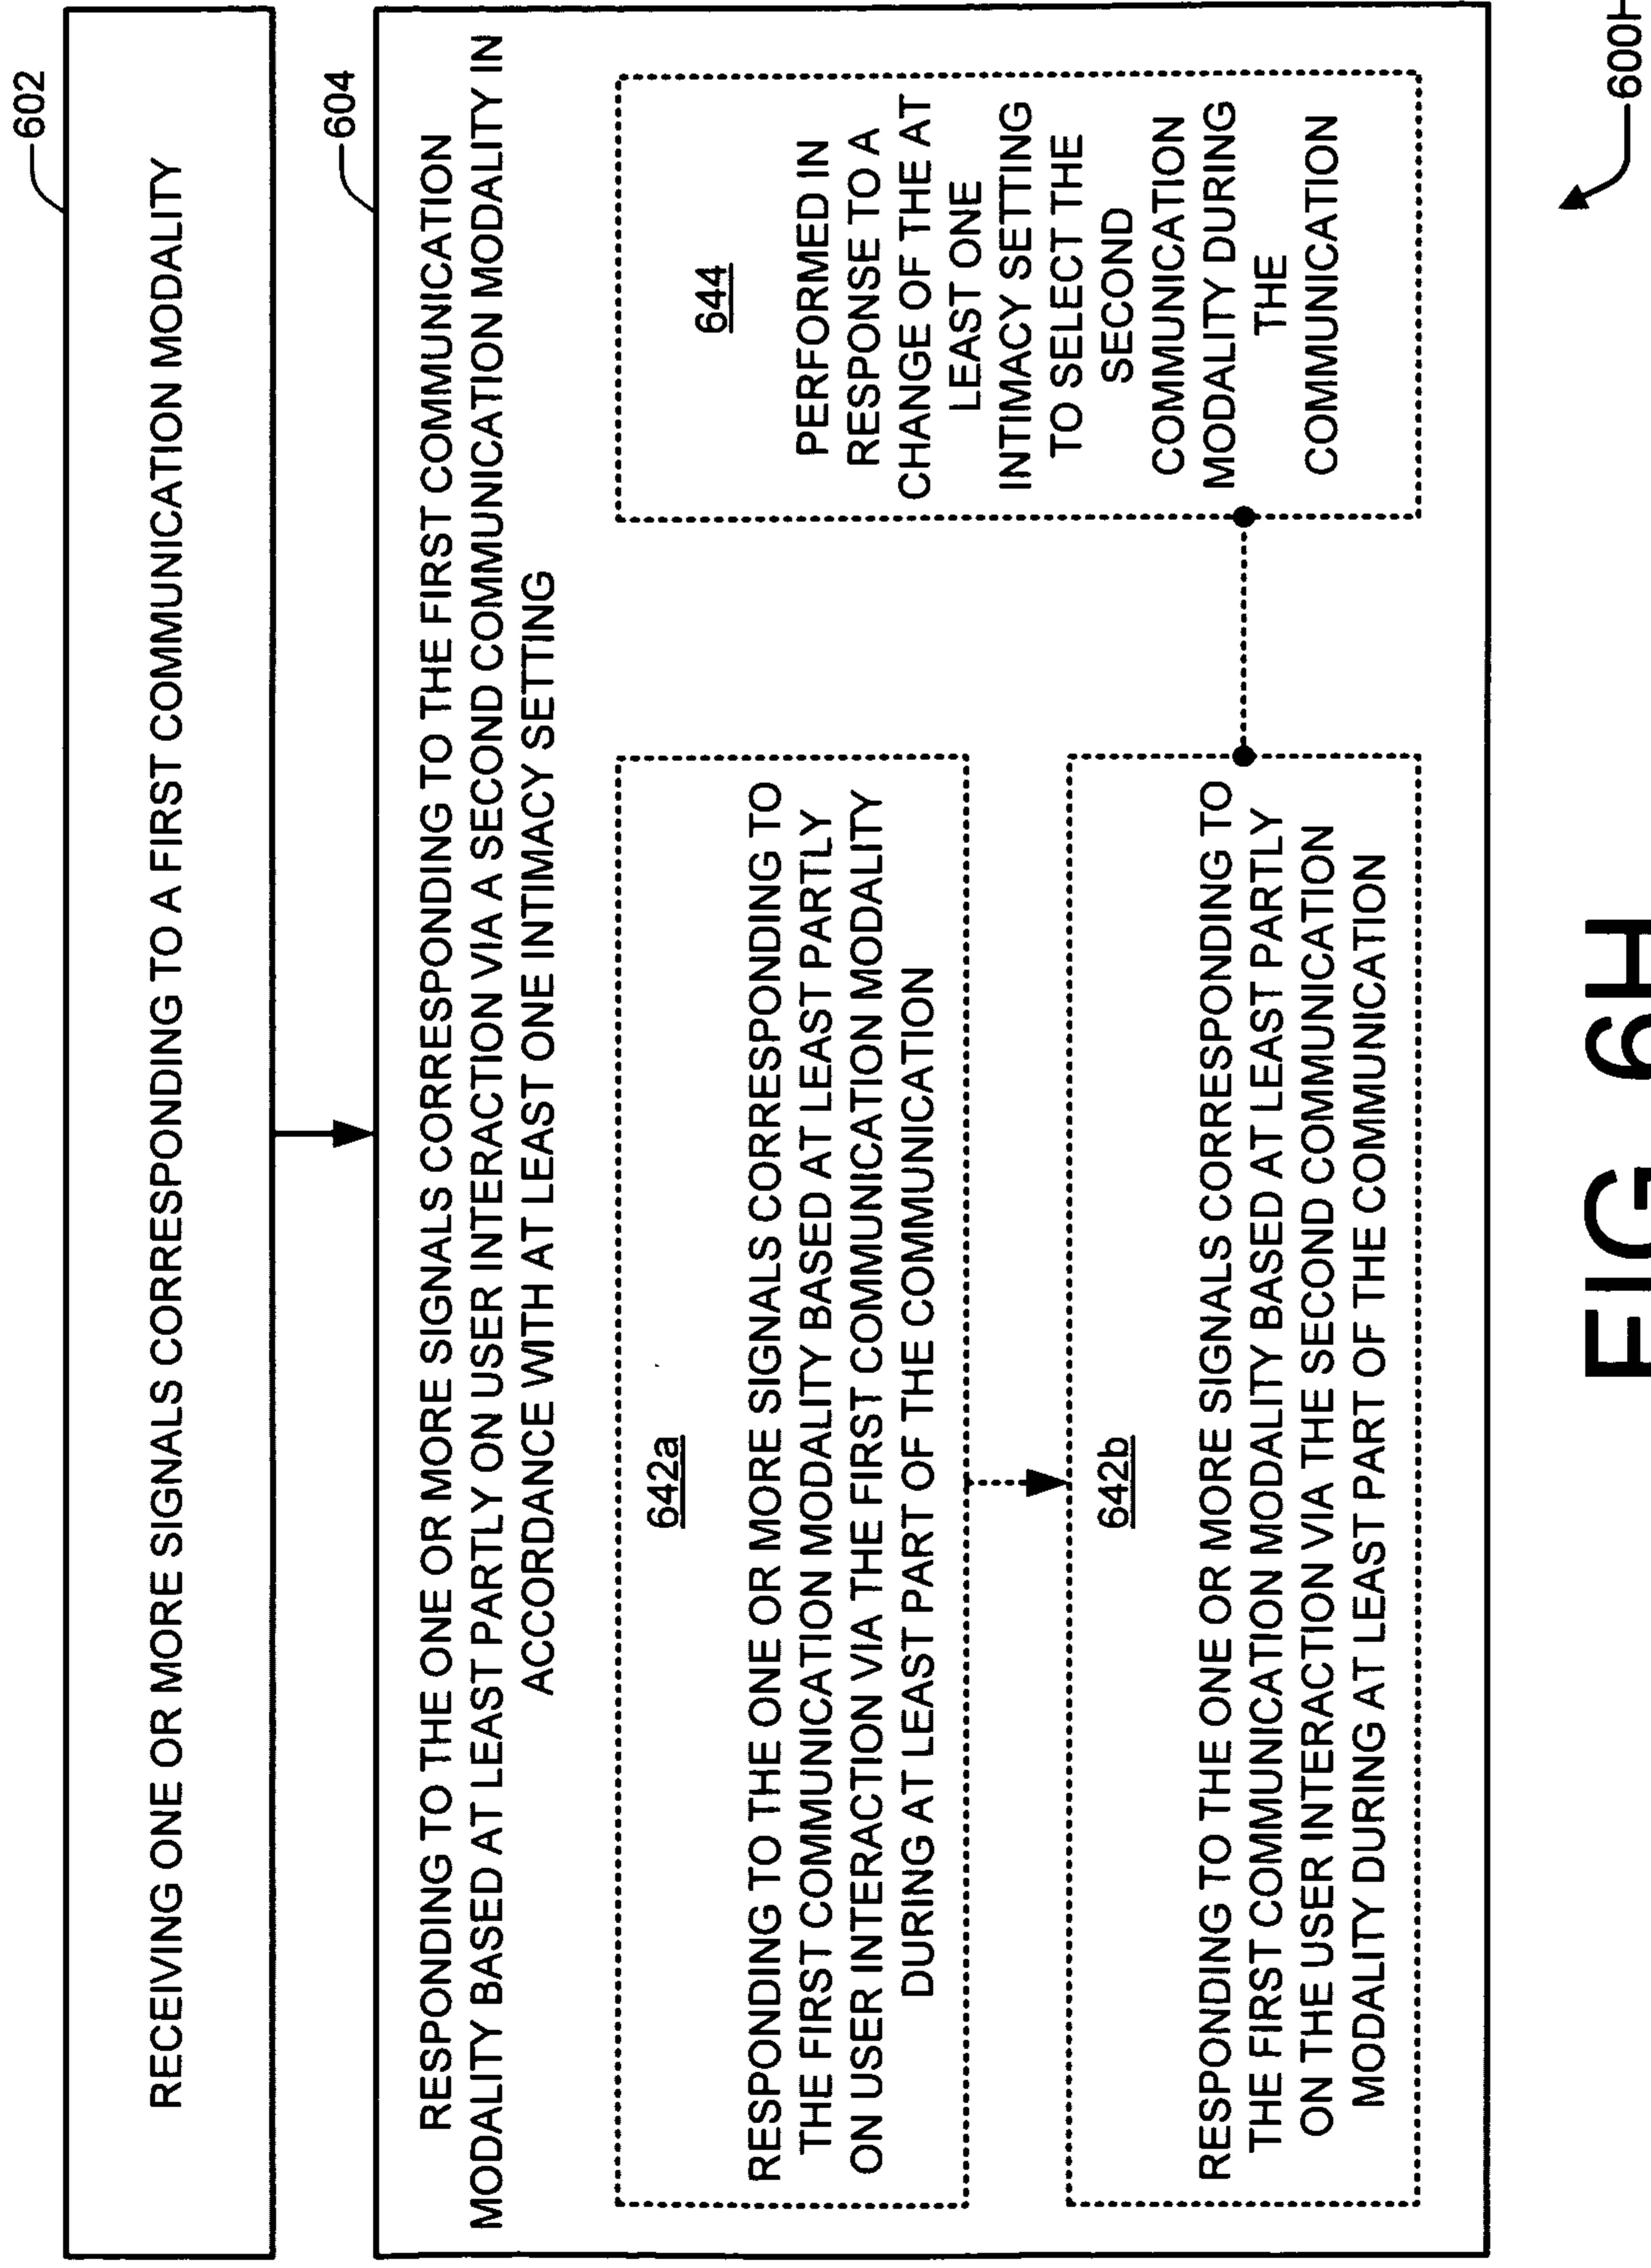 602
RECEIVING ONE OR MORE SIGNALS CORRESPONDING TO A FIRST COMMUNICATION MODALITY
604
RESPONDING TO THE ONE OR MORE SIGNALS CORRESPONDING TO THE FIRST COMMUNICATION
MODALITY BASED AT LEAST PARTLY ON USER INTERACTION VIA A SECOND COMMUNICATION MODALITY IN
ACCORDANCE WITH AT LEAST ONE INTIMACY SETTING
642a
RESPONDING TO THE ONE OR MORE SIGNALS CORRESPONDING TO
THE FIRST COMMUNICATION MODALITY BASED AT LEAST PARTLY
ON USER INTERACTION VIA THE FIRST COMMUNICATION MODALITY
DURING AT LEAST PART OF THE COMMUNICATION
642b
RESPONDING TO THE ONE OR MORE SIGNALS CORRESPONDING TO
THE FIRST COMMUNICATION MODALITY BASED AT LEAST PARTLY
ON THE USER INTERACTION VIA THE SECOND COMMUNICATION
MODALITY DURING AT LEAST PART OF THE COMMUNICATION
644
PERFORMED IN
RESPONSE TO A
CHANGE OF THE AT
LEAST ONE
INTIMACY SETTING
TO SELECT THE
SECOND
COMMUNICATION
MODALITY DURING
THE
COMMUNICATION
600H
FIG 6H